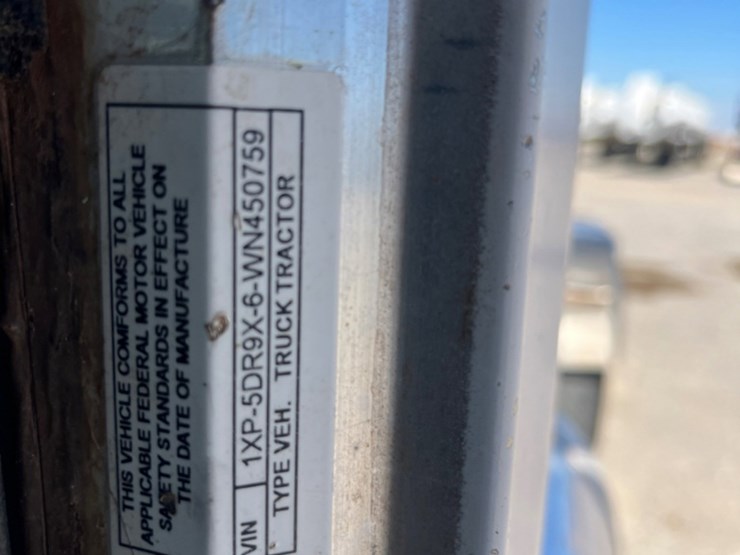 THIS VEHICLE COMFORMS TO ALL
APPLICABLE FEDERAL MOTOR VEHICLE
SAFETY STANDARDS IN EFFECT ON
THE DATE OF MANUFACTURE
VIN 1XP-5DR9X-6-WN450759
TYPE VEH. TRUCK TRACTOR